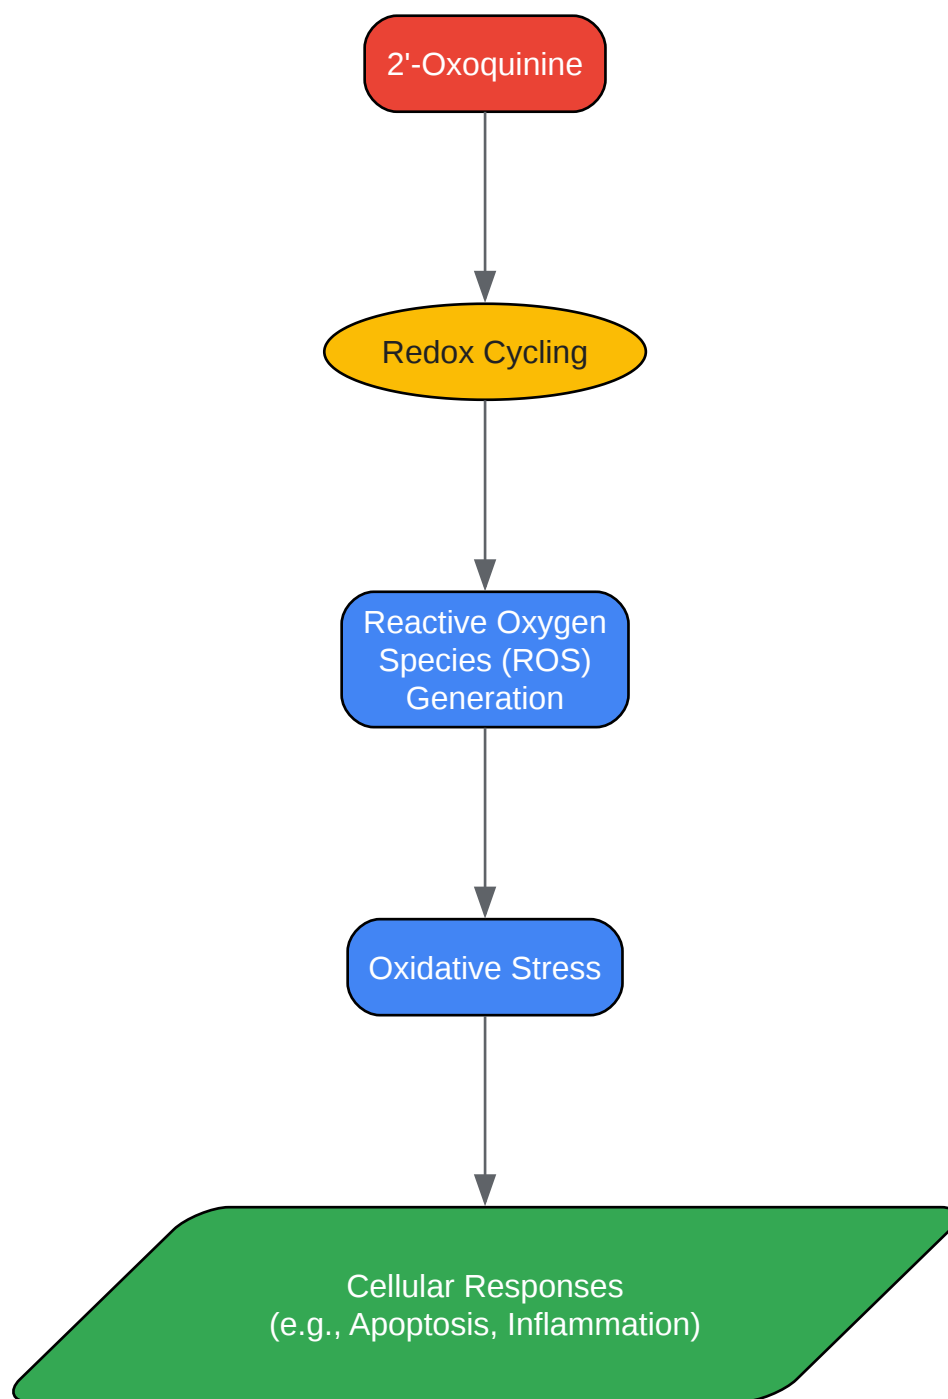 2'-Oxoquinine
Redox Cycling
Reactive Oxygen
Species (ROS)
Generation
Oxidative Stress
Cellular Responses
(e.g., Apoptosis, Inflammation)